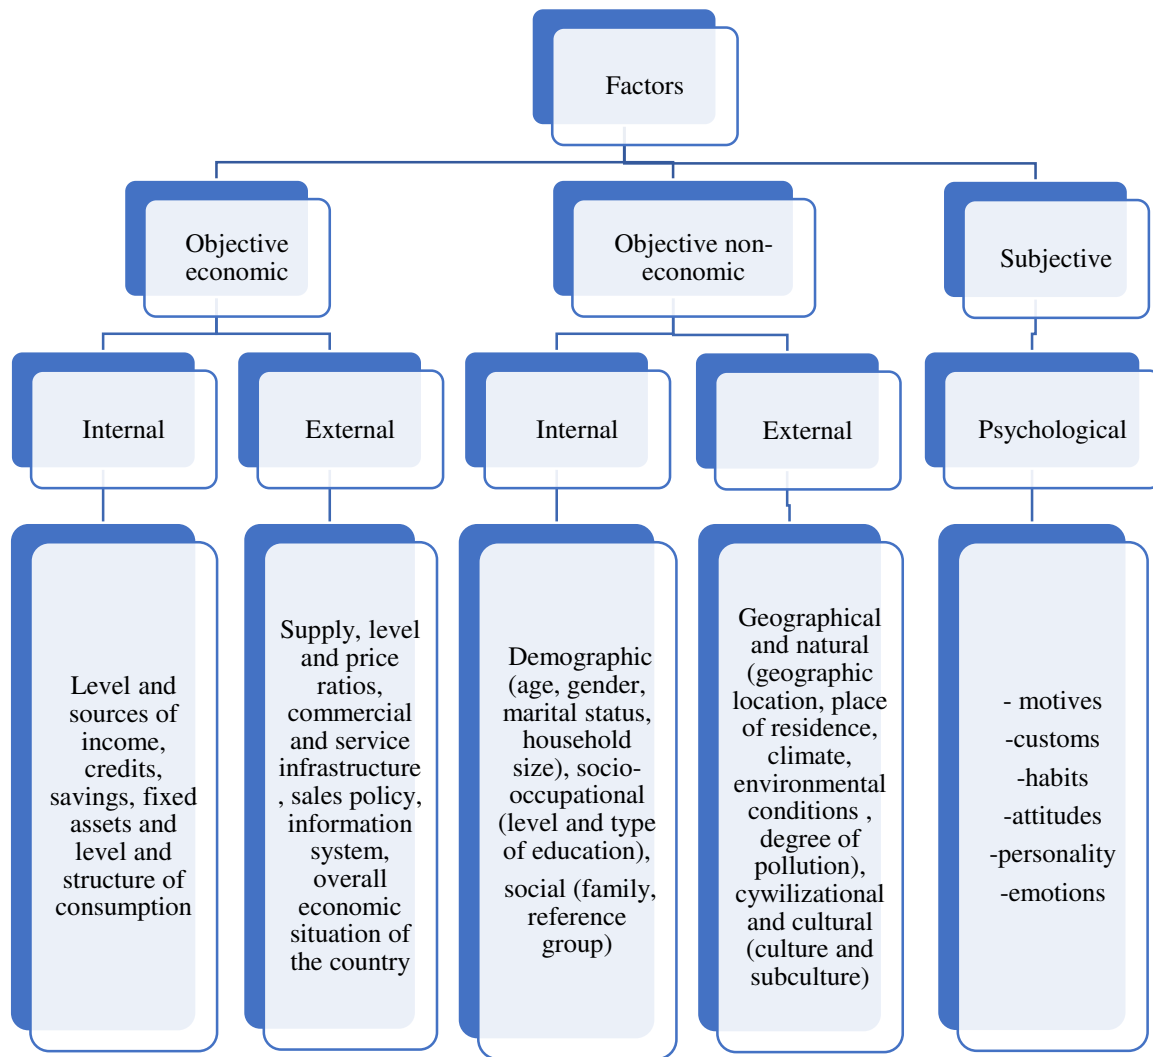 Factors
Objective
economic
Objective non-
economic
Subjective
Internal
External
Internal
External
Psychological
Level and
sources of
income,
credits,
savings, fixed
assets and
level and
structure of
consumption
Supply, level
and price
ratios,
commercial
and service
infrastructure
, sales policy,
information
system,
overall
economic
situation of
the country
Demographic
(age, gender,
marital status,
household
size), socio-
occupational
(level and type
of education),
social (family,
reference
group)
Geographical
and natural
(geographic
location, place
of residence,
climate,
environmental
conditions ,
degree of
pollution),
cywilizational
and cultural
(culture and
subculture)
- motives
-customs
-habits
-attitudes
-personality
-emotions